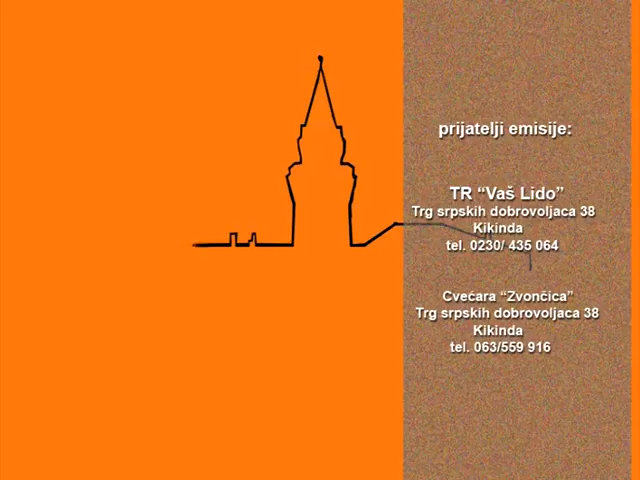 prijatelji emisije:
TR “Vaš Lido”
Trg srpskih dobrovoljaca 38
Kikinda
tel. 0230/ 435 064
Cvećara “Zvončica”
Trg srpskih dobrovoljaca 38
Kikinda
tel. 063/559 916